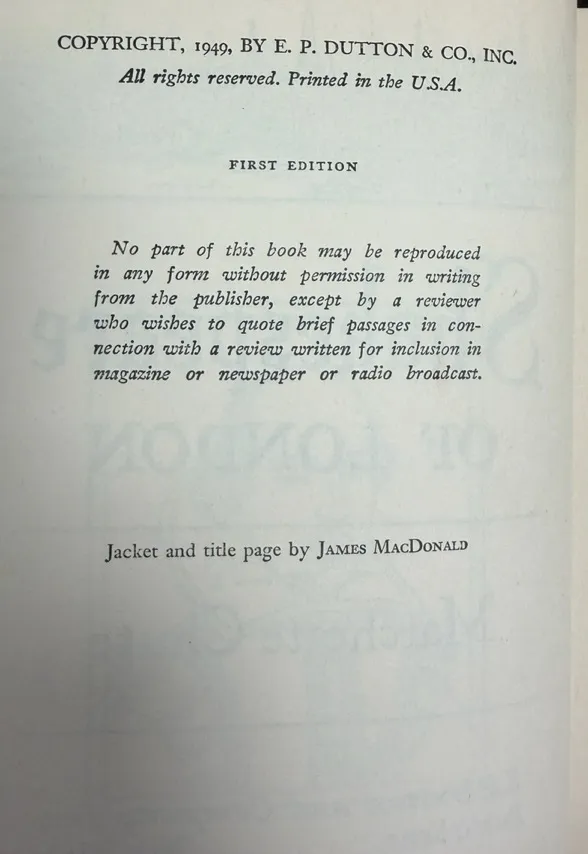 COPYRIGHT, 1949, BY E. P. DUTTON & CO., INC.
All rights reserved. Printed in the U.S.A.
FIRST EDITION
No part of this book may be reproduced
in any form without permission in writing
from the publisher, except by a reviewer
who wishes to quote brief passages in con-
nection with a review written for inclusion in
magazine or newspaper or radio broadcast.
OF LONDON
Jacket and title page by JAMES MACDONALD